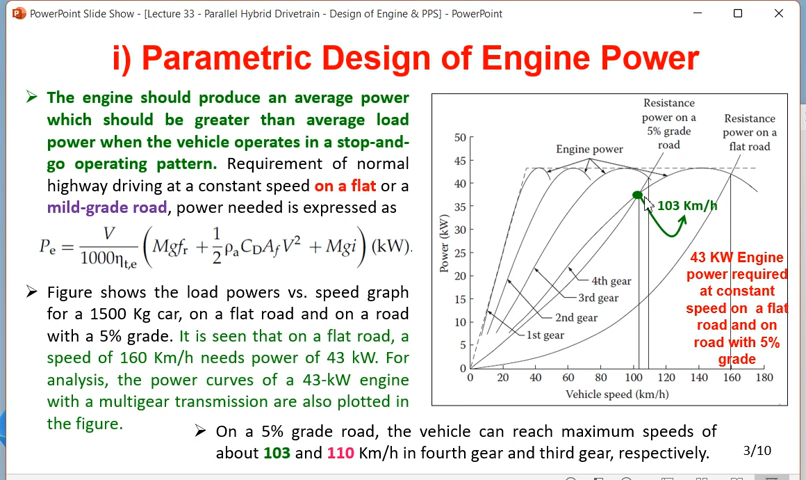 PowerPoint Slide Show - [Lecture 33 - Parallel Hybrid Drivetrain - Design of Engine & PPS] - PowerPoint
i) Parametric Design of Engine Power
➢ The engine should produce an average power
which should be greater than average load
power when the vehicle operates in a stop-and-
go operating pattern. Requirement of normal
highway driving at a constant speed on a flat or a
mild-grade road, power needed is expressed as
P_e = V/(1000η_t,e) (Mgf_r + 1/2 ρ_a C_D A_f V² + Mgi) (kW).
➢ Figure shows the load powers vs. speed graph
for a 1500 Kg car, on a flat road and on a road
with a 5% grade. It is seen that on a flat road, a
speed of 160 Km/h needs power of 43 kW. For
analysis, the power curves of a 43-kW engine
with a multigear transmission are also plotted in
the figure.
Resistance
power on a
5% grade
road
Resistance
power on a
flat road
Engine power
103 Km/h
43 KW Engine
power required
at constant
speed on a flat
road and on
road with 5%
grade
4th gear
3rd gear
2nd gear
1st gear
Power (kW)
50
45
40
35
30
25
20
15
10
5
0
0 20 40 60 80 100 120 140 160 180
Vehicle speed (km/h)
➢ On a 5% grade road, the vehicle can reach maximum speeds of
about 103 and 110 Km/h in fourth gear and third gear, respectively.
3/10